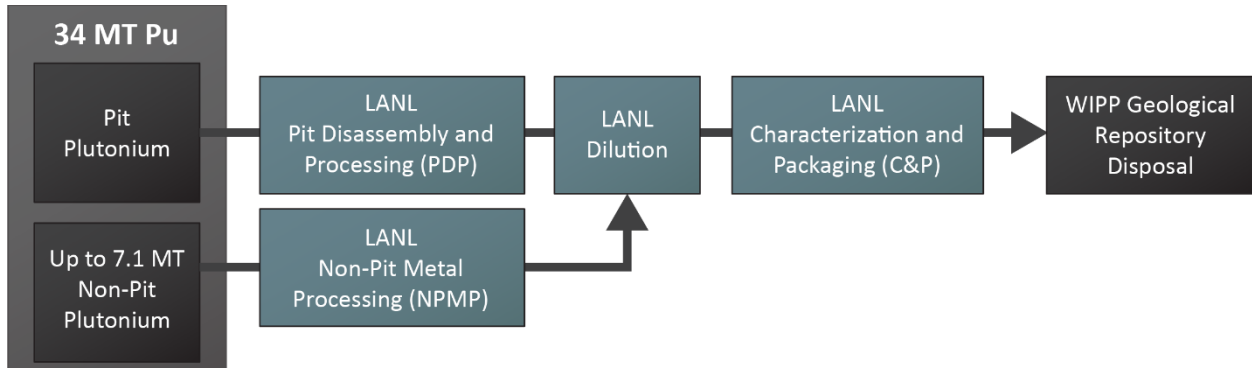 34 MT Pu
Pit
Plutonium
LANL
Pit Disassembly and
Processing (PDP)
LANL
Dilution
LANL
Characterization and
Packaging (C&P)
WIPP Geological
Repository
Disposal
Up to 7.1 MT
Non-Pit
Plutonium
LANL
Non-Pit Metal
Processing (NPMP)